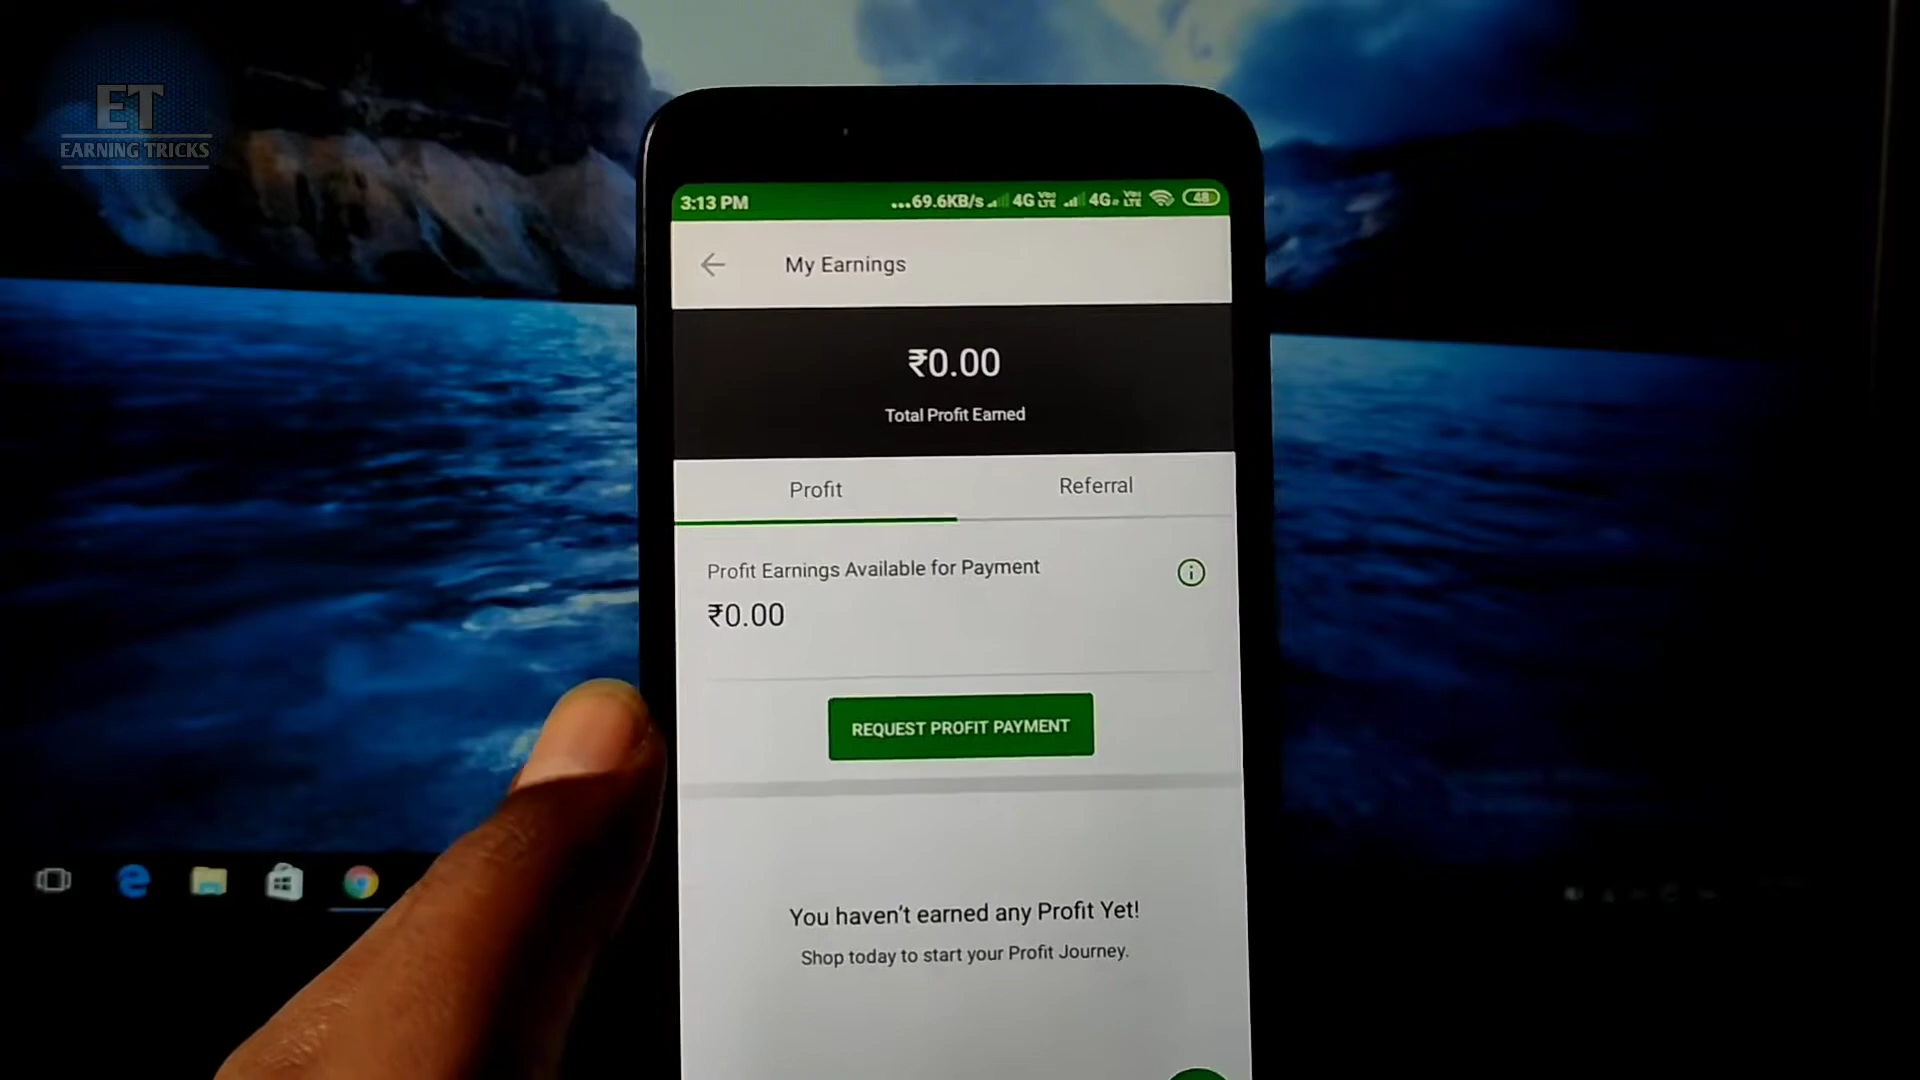 ET
EARNING TRICKS
3:13 PM
...69.6KB/s 4G VoLTE 4G VoLTE 48
My Earnings
₹0.00
Total Profit Earned
Profit
Referral
Profit Earnings Available for Payment
₹0.00
REQUEST PROFIT PAYMENT
You haven't earned any Profit Yet!
Shop today to start your Profit Journey.